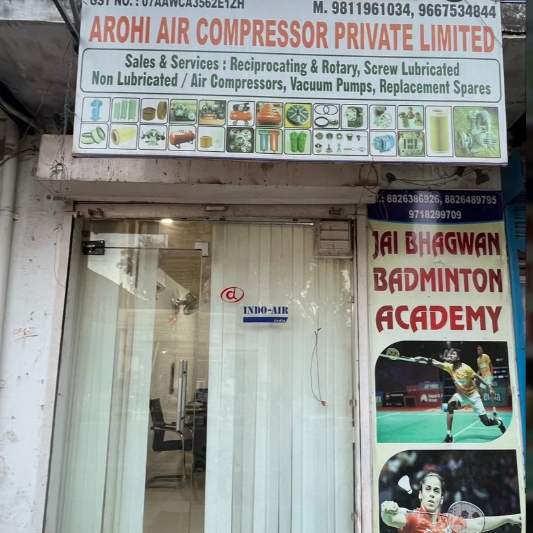 GST NO. : 07AAWCA3562E1ZH
M. 9811961034, 9667534844
AROHI AIR COMPRESSOR PRIVATE LIMITED
Sales & Services : Reciprocating & Rotary, Screw Lubricated
Non Lubricated / Air Compressors, Vacuum Pumps, Replacement Spares
INDO-AIR
.: 8826386926, 8826489795
9718299709
JAI BHAGWAN
BADMINTON
ACADEMY